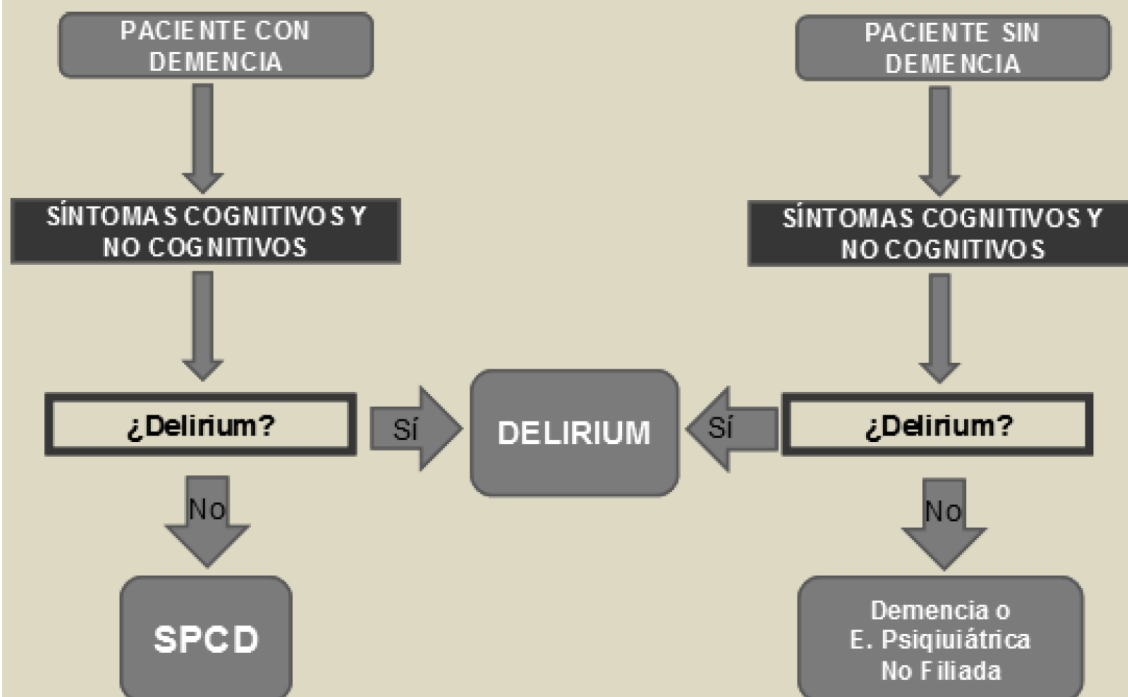 PACIENTE CON
DEMENCIA
SÍNTOMAS COGNITIVOS Y
NO COGNITIVOS
¿Delirium?
Sí
No
SPCD
DELIRIUM
PACIENTE SIN
DEMENCIA
SÍNTOMAS COGNITIVOS Y
NO COGNITIVOS
¿Delirium?
Sí
No
Demencia o
E. Psiqiuiátrica
No Filiada